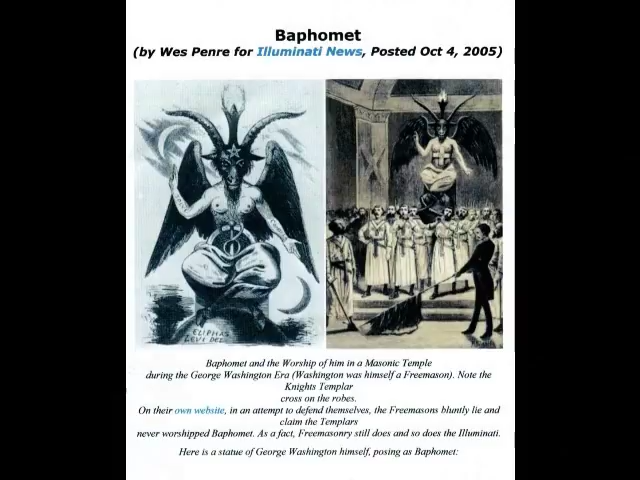 Baphomet
(by Wes Penre for Illuminati News, Posted Oct 4, 2005)
ELIPHAS
LEVI DEL
Baphomet and the Worship of him in a Masonic Temple
during the George Washington Era (Washington was himself a Freemason). Note the
Knights Templar
cross on the robes.
On their own website, in an attempt to defend themselves, the Freemasons bluntly lie and
claim the Templars
never worshipped Baphomet. As a fact, Freemasonry still does and so does the Illuminati.
Here is a statue of George Washington himself, posing as Baphomet: